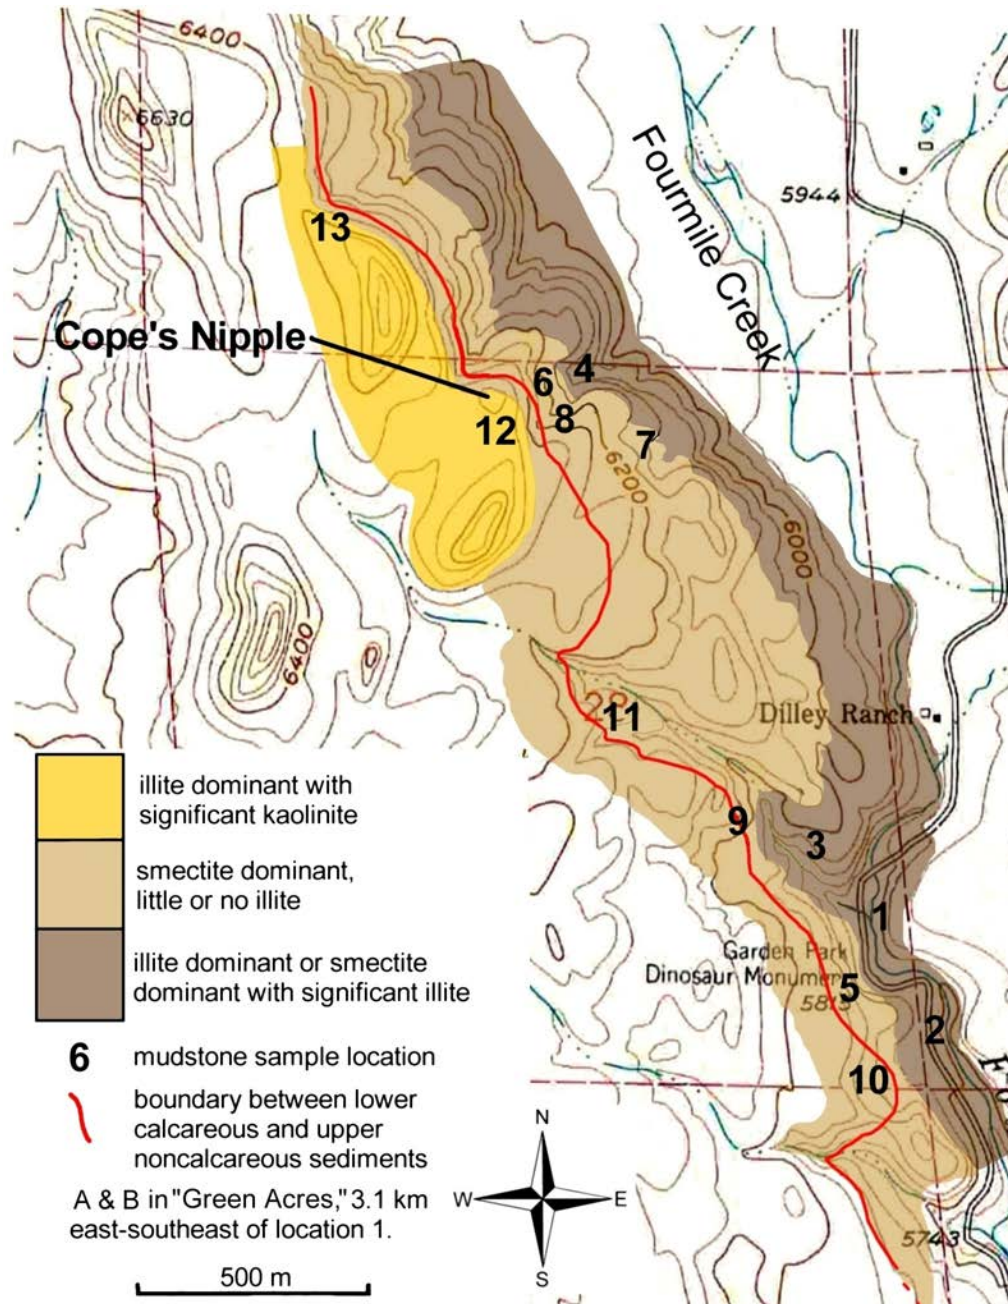 6400
×6630
Fourmile Creek
5944
13
Cope's Nipple
4
6
8
12
7
6200
6000
6400
11
Dilley Ranch
9
3
1
Garden Park
Dinosaur Monument
5
2
10
5743
illite dominant with
significant kaolinite
smectite dominant,
little or no illite
illite dominant or smectite
dominant with significant illite
6 mudstone sample location
boundary between lower
calcareous and upper
noncalcareous sediments
A & B in "Green Acres," 3.1 km
east-southeast of location 1.
500 m
N
W
E
S